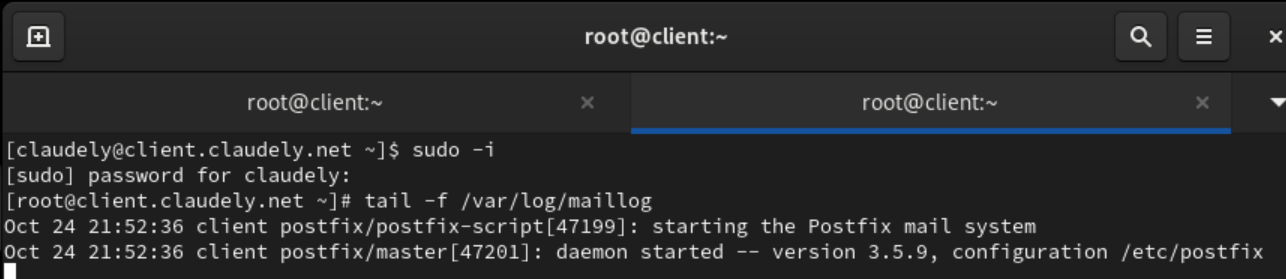 root@client:~
root@client:~ root@client:~
[claudely@client.claudely.net ~]$ sudo -i
[sudo] password for claudely:
[root@client.claudely.net ~]# tail -f /var/log/maillog
Oct 24 21:52:36 client postfix/postfix-script[47199]: starting the Postfix mail system
Oct 24 21:52:36 client postfix/master[47201]: daemon started -- version 3.5.9, configuration /etc/postfix